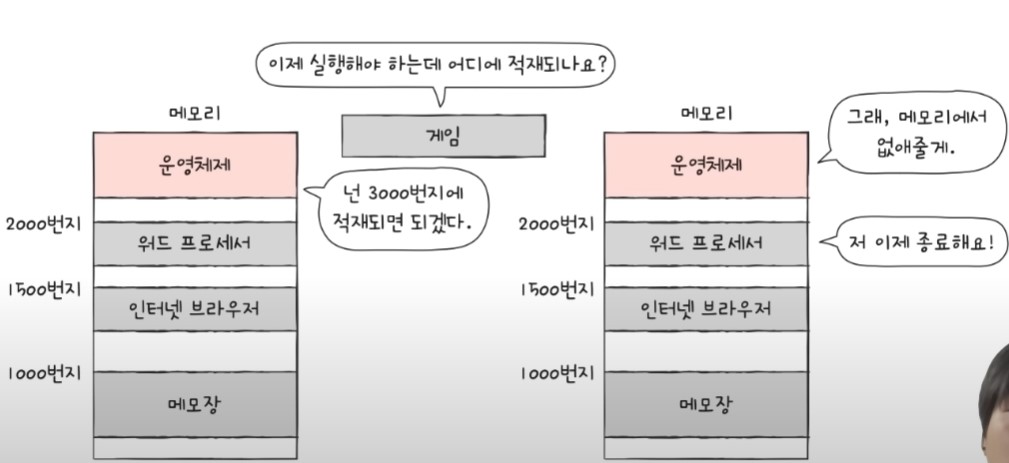 이제 실행해야 하는데 어디에 적재되나요?
메모리
게임
운영체제
넌 3000번지에
적재되면 되겠다.
2000번지
워드 프로세서
1500번지
인터넷 브라우저
1000번지
메모장
메모리
그래, 메모리에서
없애줄게.
운영체제
2000번지
워드 프로세서
저 이제 종료해요!
1500번지
인터넷 브라우저
1000번지
메모장